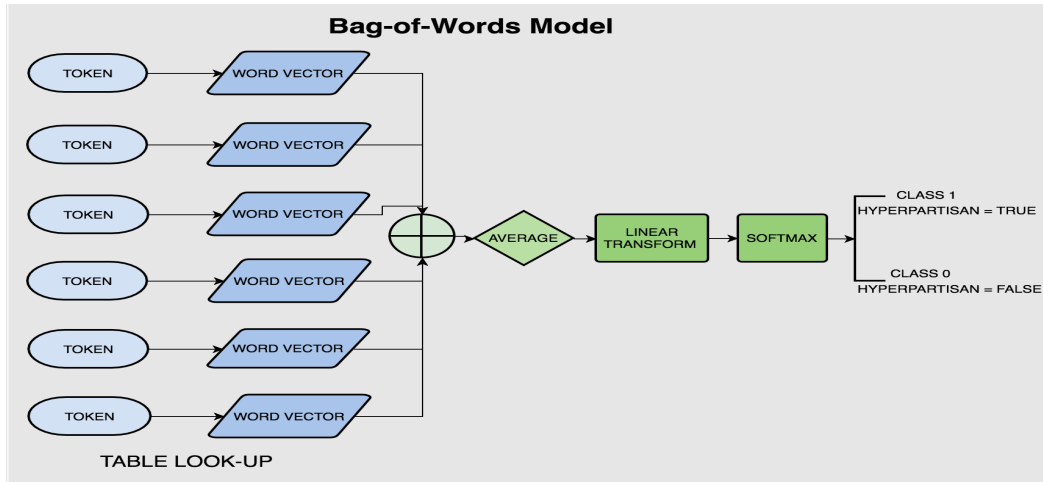 Bag-of-Words Model
TOKEN
WORD VECTOR
TOKEN
WORD VECTOR
TOKEN
WORD VECTOR
TOKEN
WORD VECTOR
TOKEN
WORD VECTOR
TOKEN
WORD VECTOR
TABLE LOOK-UP
AVERAGE
LINEAR
TRANSFORM
SOFTMAX
CLASS 1
HYPERPARTISAN = TRUE
CLASS 0
HYPERPARTISAN = FALSE